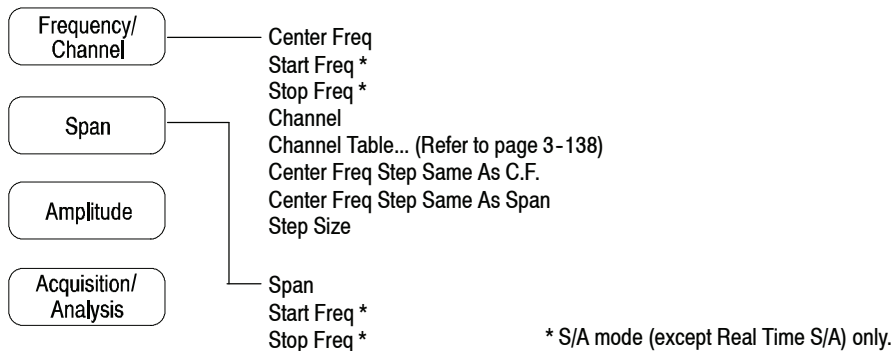 Frequency/
Channel
Center Freq
Start Freq *
Stop Freq *
Channel
Channel Table... (Refer to page 3-138)
Center Freq Step Same As C.F.
Center Freq Step Same As Span
Step Size
Span
Amplitude
Acquisition/
Analysis
Span
Start Freq *
Stop Freq *
* S/A mode (except Real Time S/A) only.